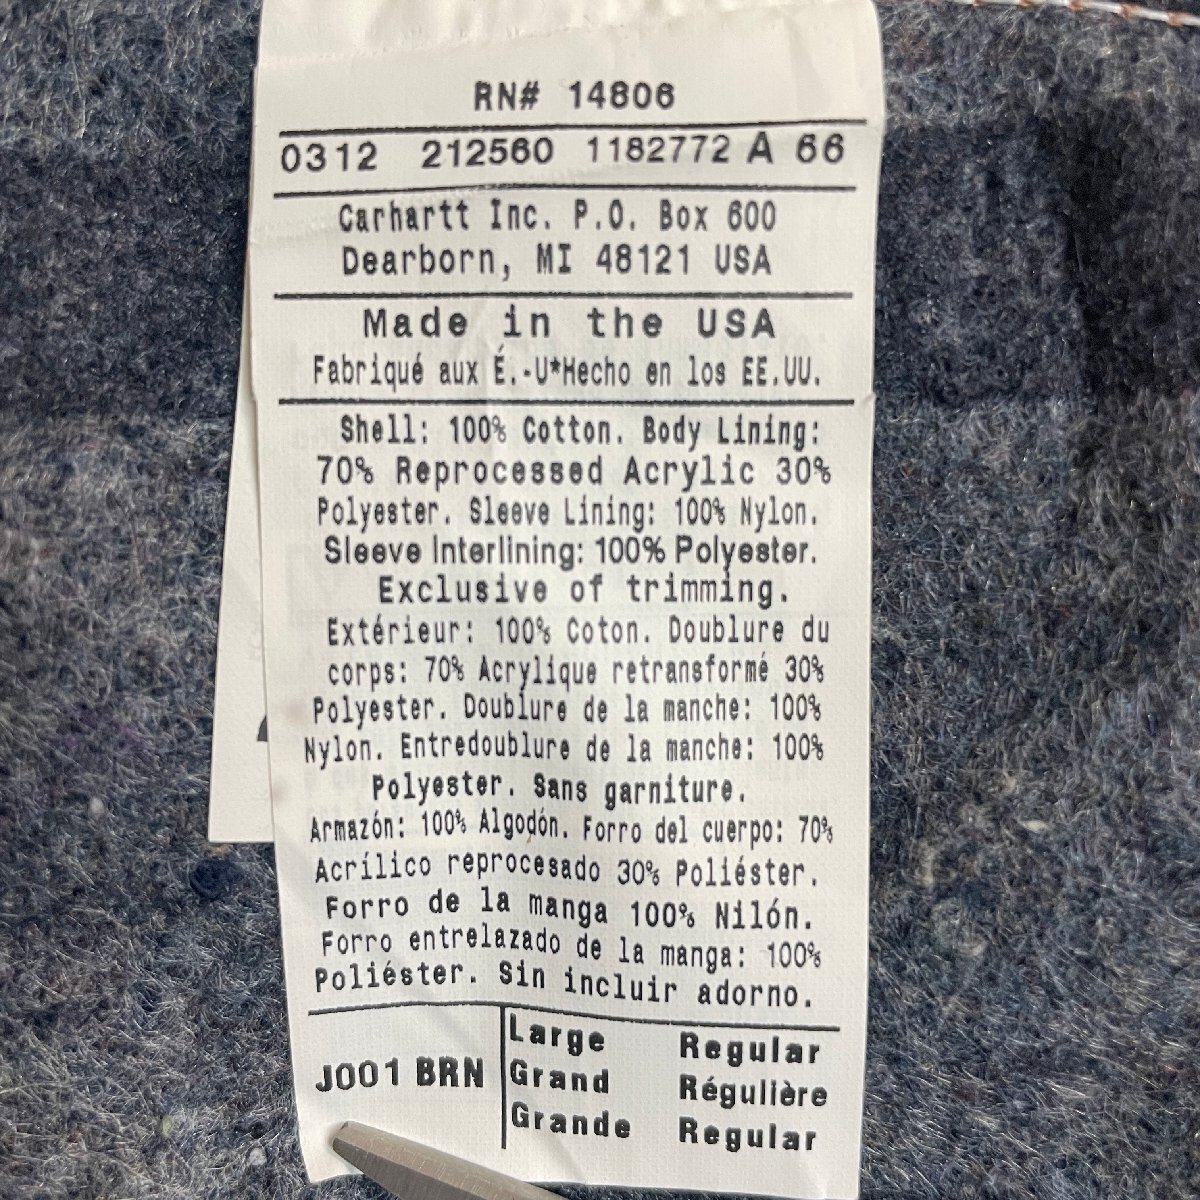 RN# 14806
0312 212560 1182772 A 66
Carhartt Inc. P.O. Box 600
Dearborn, MI 48121 USA
Made in the USA
Fabriqué aux É.-U*Hecho en los EE.UU.
Shell: 100% Cotton. Body Lining:
70% Reprocessed Acrylic 30%
Polyester. Sleeve Lining: 100% Nylon.
Sleeve Interlining: 100% Polyester.
Exclusive of trimming.
Extérieur: 100% Coton. Doublure du
corps: 70% Acrylique retransformé 30%
Polyester. Doublure de la manche: 100%
Nylon. Entredoublure de la manche: 100%
Polyester. Sans garniture.
Armazón: 100% Algodón. Forro del cuerpo: 70%
Acrílico reprocesado 30% Poliéster.
Forro de la manga 100% Nilón.
Forro entrelazado de la manga: 100%
Poliéster. Sin incluir adorno.
J001 BRN
Large Regular
Grand Régulière
Grande Regular